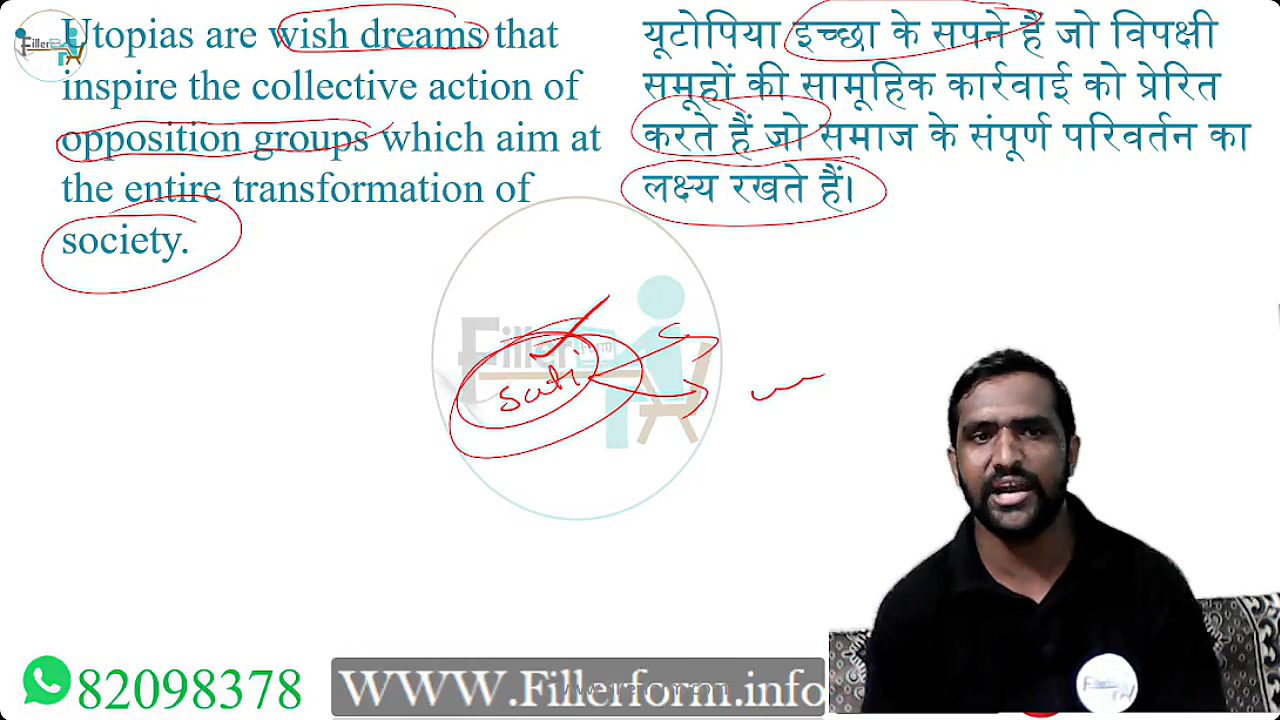 Utopias are wish dreams that
inspire the collective action of
opposition groups which aim at
the entire transformation of
society.
यूटोपिया इच्छा के सपने हैं जो विपक्षी
समूहों की सामूहिक कार्रवाई को प्रेरित
करते हैं जो समाज के संपूर्ण परिवर्तन का
लक्ष्य रखते हैं।
Sati
82098378
WWW.Fillerform.info